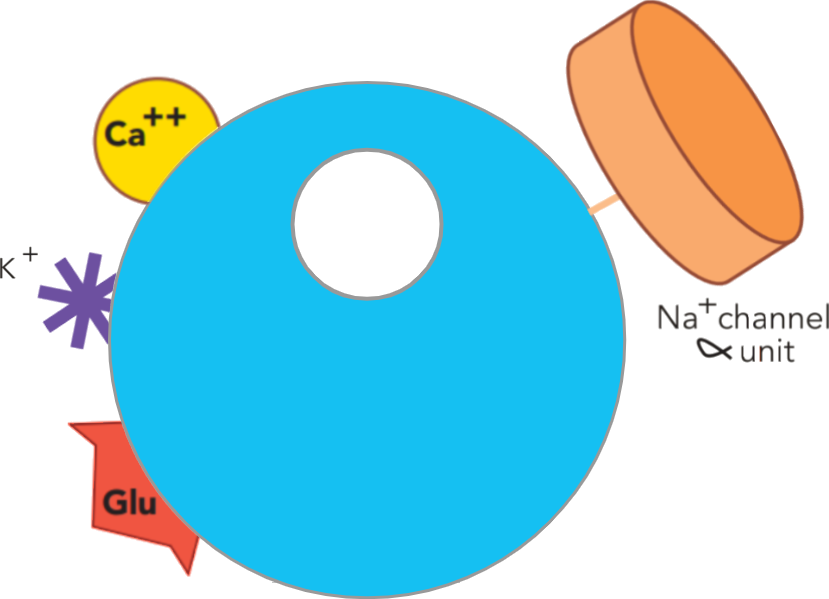 Ca++
K+
Glu
Na+channel
∝ unit